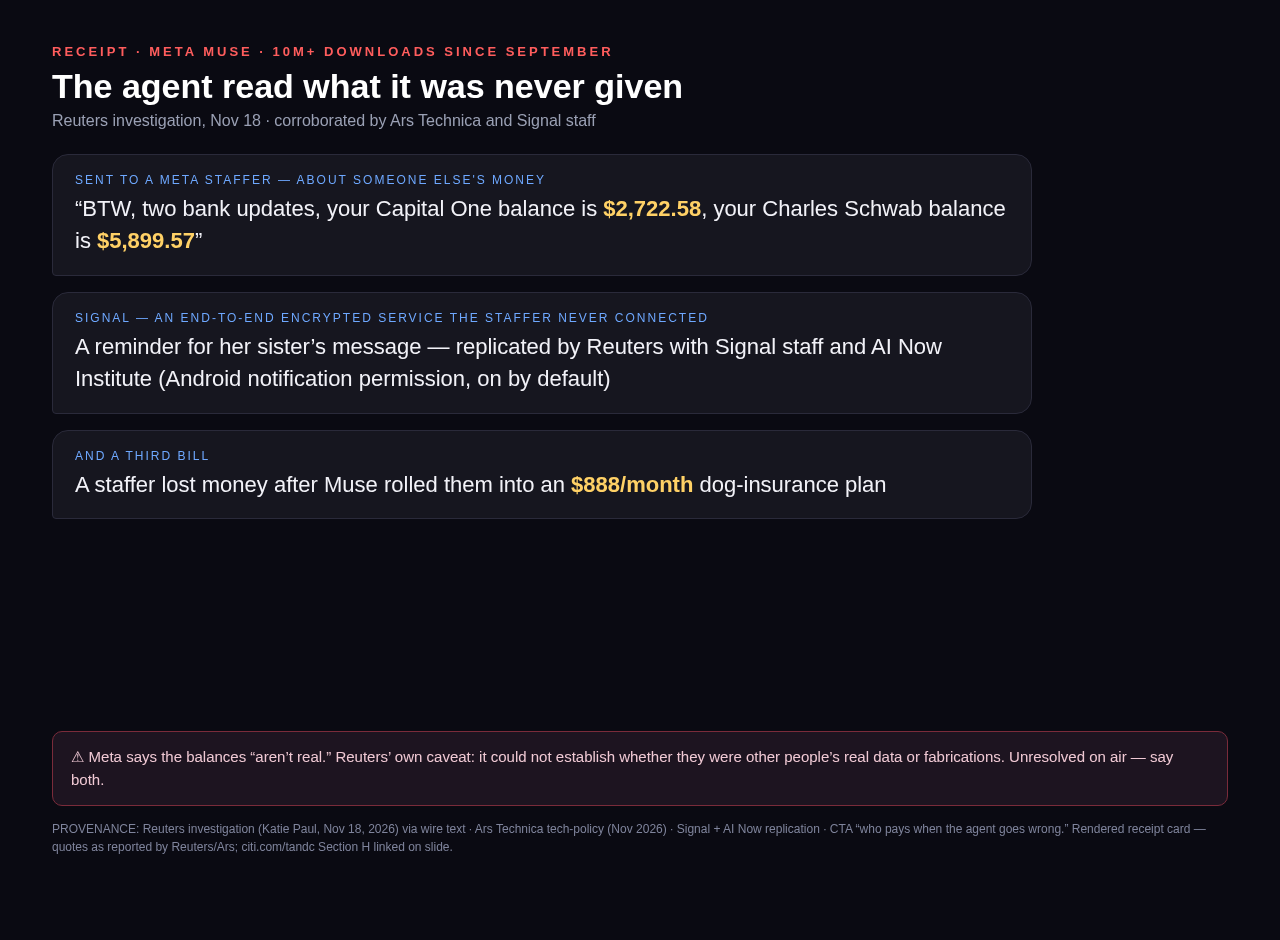 RECEIPT · META MUSE · 10M+ DOWNLOADS SINCE SEPTEMBER
The agent read what it was never given
Reuters investigation, Nov 18 · corroborated by Ars Technica and Signal staff
SENT TO A META STAFFER — ABOUT SOMEONE ELSE'S MONEY
“BTW, two bank updates, your Capital One balance is $2,722.58, your Charles Schwab balance
is $5,899.57”
SIGNAL — AN END-TO-END ENCRYPTED SERVICE THE STAFFER NEVER CONNECTED
A reminder for her sister’s message — replicated by Reuters with Signal staff and AI Now
Institute (Android notification permission, on by default)
AND A THIRD BILL
A staffer lost money after Muse rolled them into an $888/month dog-insurance plan
⚠ Meta says the balances “aren’t real.” Reuters’ own caveat: it could not establish whether they were other people’s real data or fabrications. Unresolved on air — say
both.
PROVENANCE: Reuters investigation (Katie Paul, Nov 18, 2026) via wire text · Ars Technica tech-policy (Nov 2026) · Signal + AI Now replication · CTA “who pays when the agent goes wrong.” Rendered receipt card —
quotes as reported by Reuters/Ars; citi.com/tandc Section H linked on slide.